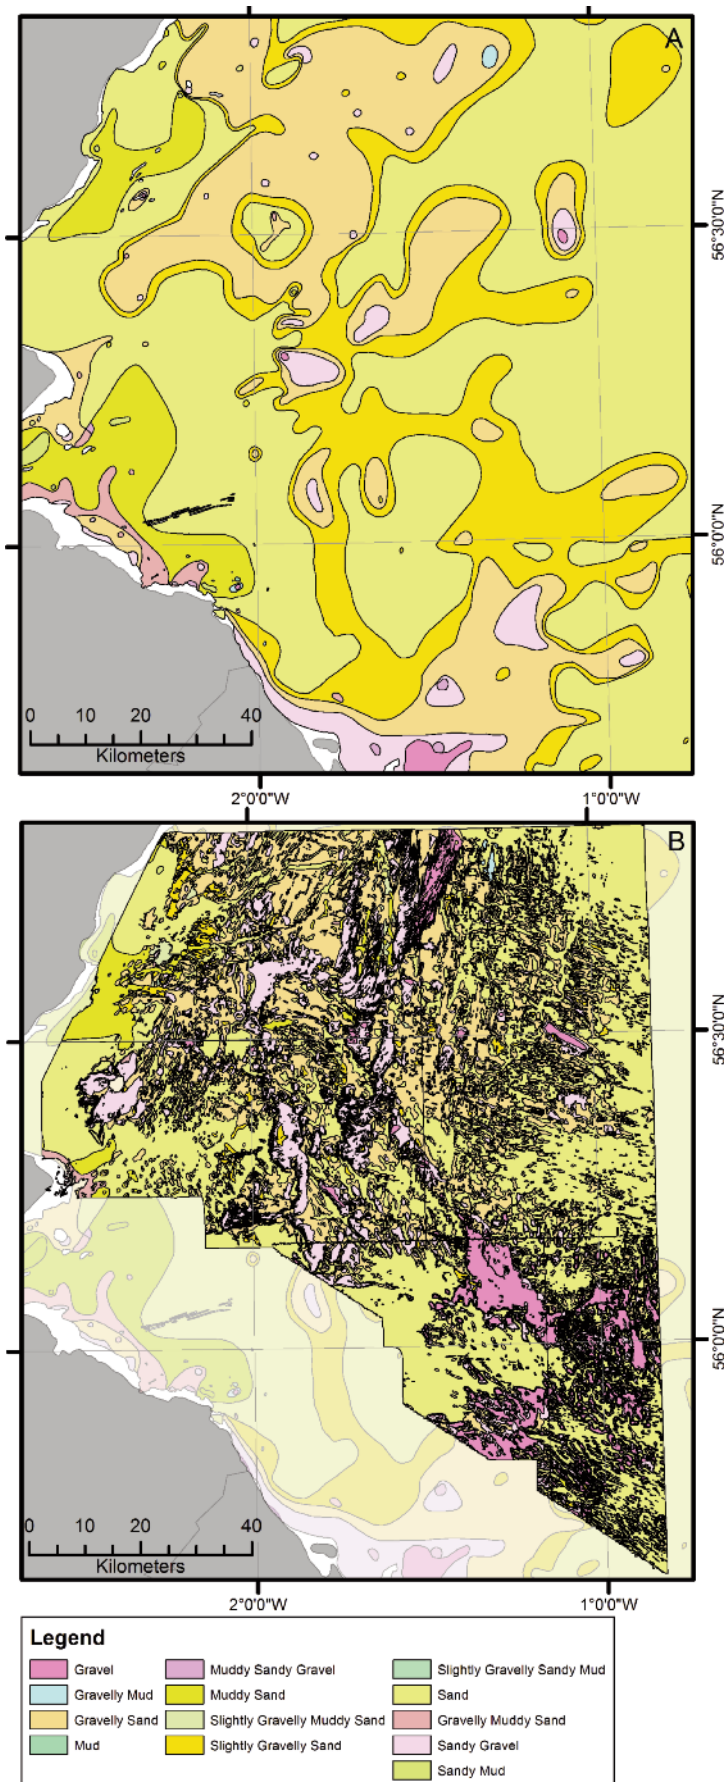 A
56°30'0"N
56°0'0"N
0 10 20 40
Kilometers
2°0'0"W 1°0'0"W
B
56°30'0"N
56°0'0"N
0 10 20 40
Kilometers
2°0'0"W 1°0'0"W
Legend
Gravel Muddy Sandy Gravel Slightly Gravelly Sandy Mud
Gravelly Mud Muddy Sand Sand
Gravelly Sand Slightly Gravelly Muddy Sand Gravelly Muddy Sand
Mud Slightly Gravelly Sand Sandy Gravel
Sandy Mud